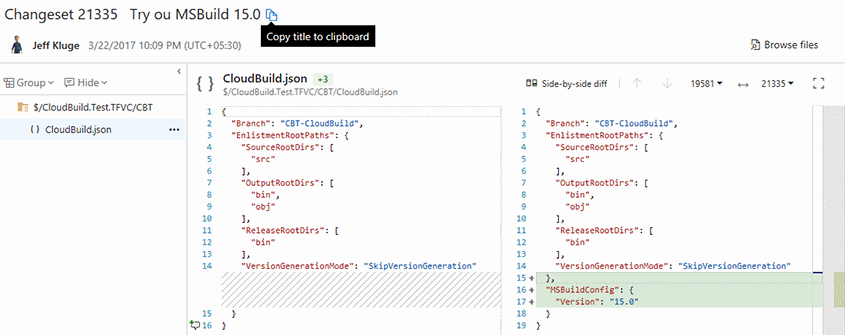 Changeset 21335 Try ou MSBuild 15.0
Copy title to clipboard
Jeff Kluge 3/22/2017 10:09 PM (UTC+05:30)
Browse files
Group Hide
$/CloudBuild.Test.TFVC/CBT
{ } CloudBuild.json ...
{ } CloudBuild.json +3
$/CloudBuild.Test.TFVC/CBT/CloudBuild.json
Side-by-side diff 19581 21335
1 {
2 "Branch": "CBT-CloudBuild",
3 "EnlistmentRootPaths": {
4 "SourceRootDirs": [
5 "src"
6 ],
7 "OutputRootDirs": [
8 "bin",
9 "obj"
10 ],
11 "ReleaseRootDirs": [
12 "bin"
13 ],
14 "VersionGenerationMode": "SkipVersionGeneration"
15 }
16 }
1 {
2 "Branch": "CBT-CloudBuild",
3 "EnlistmentRootPaths": {
4 "SourceRootDirs": [
5 "src"
6 ],
7 "OutputRootDirs": [
8 "bin",
9 "obj"
10 ],
11 "ReleaseRootDirs": [
12 "bin"
13 ],
14 "VersionGenerationMode": "SkipVersionGeneration"
15 + },
16 + "MSBuildConfig": {
17 + "Version": "15.0"
18 }
19 }